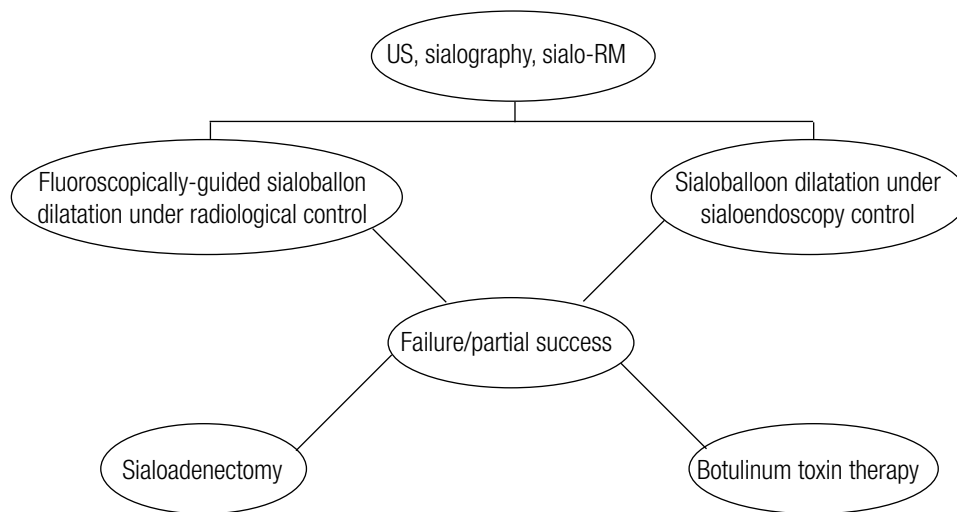 US, sialography, sialo-RM
Fluoroscopically-guided sialoballon
dilatation under radiological control
Sialoballoon dilatation under
sialoendoscopy control
Failure/partial success
Sialoadenectomy
Botulinum toxin therapy